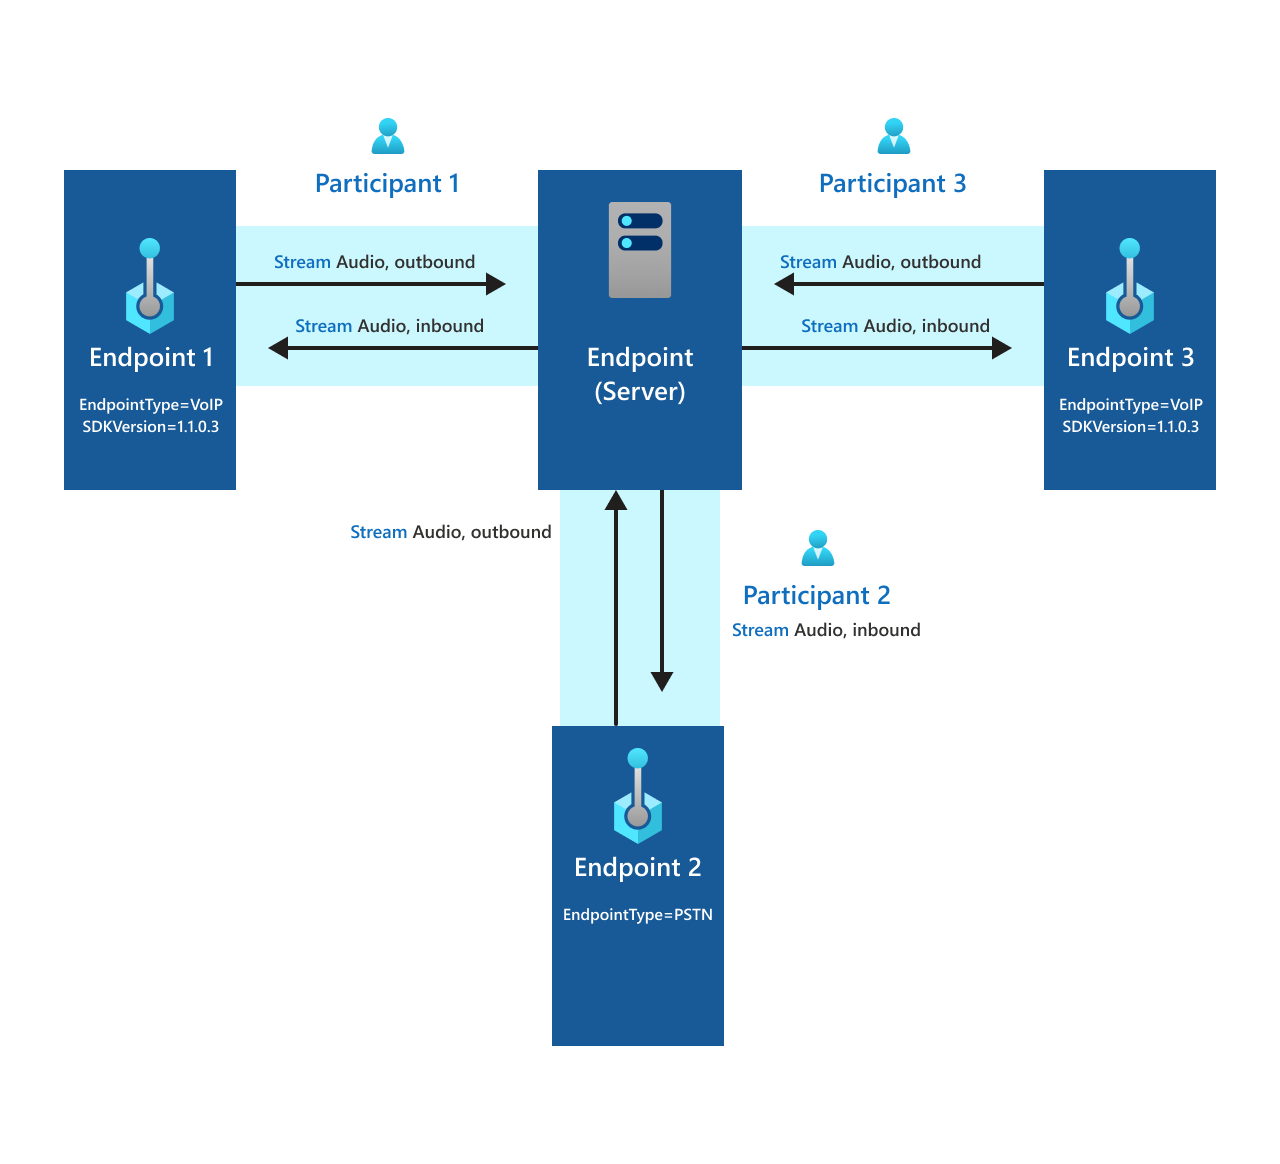 Participant 1
Participant 3
Stream Audio, outbound
Stream Audio, inbound
Stream Audio, outbound
Stream Audio, inbound
Endpoint 1
EndpointType=VoIP
SDKVersion=1.1.0.3
Endpoint
(Server)
Endpoint 3
EndpointType=VoIP
SDKVersion=1.1.0.3
Stream Audio, outbound
Participant 2
Stream Audio, inbound
Endpoint 2
EndpointType=PSTN